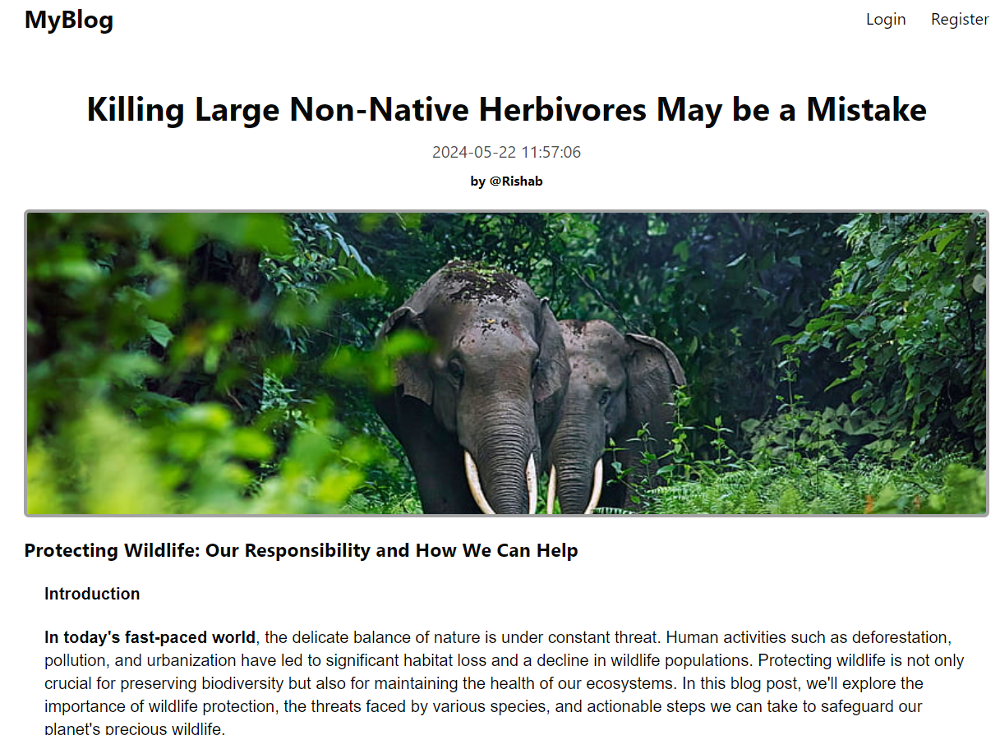 MyBlog
Login Register
Killing Large Non-Native Herbivores May be a Mistake
2024-05-22 11:57:06
by @Rishab
Protecting Wildlife: Our Responsibility and How We Can Help
Introduction
In today's fast-paced world, the delicate balance of nature is under constant threat. Human activities such as deforestation,
pollution, and urbanization have led to significant habitat loss and a decline in wildlife populations. Protecting wildlife is not only
crucial for preserving biodiversity but also for maintaining the health of our ecosystems. In this blog post, we'll explore the
importance of wildlife protection, the threats faced by various species, and actionable steps we can take to safeguard our
planet's precious wildlife.